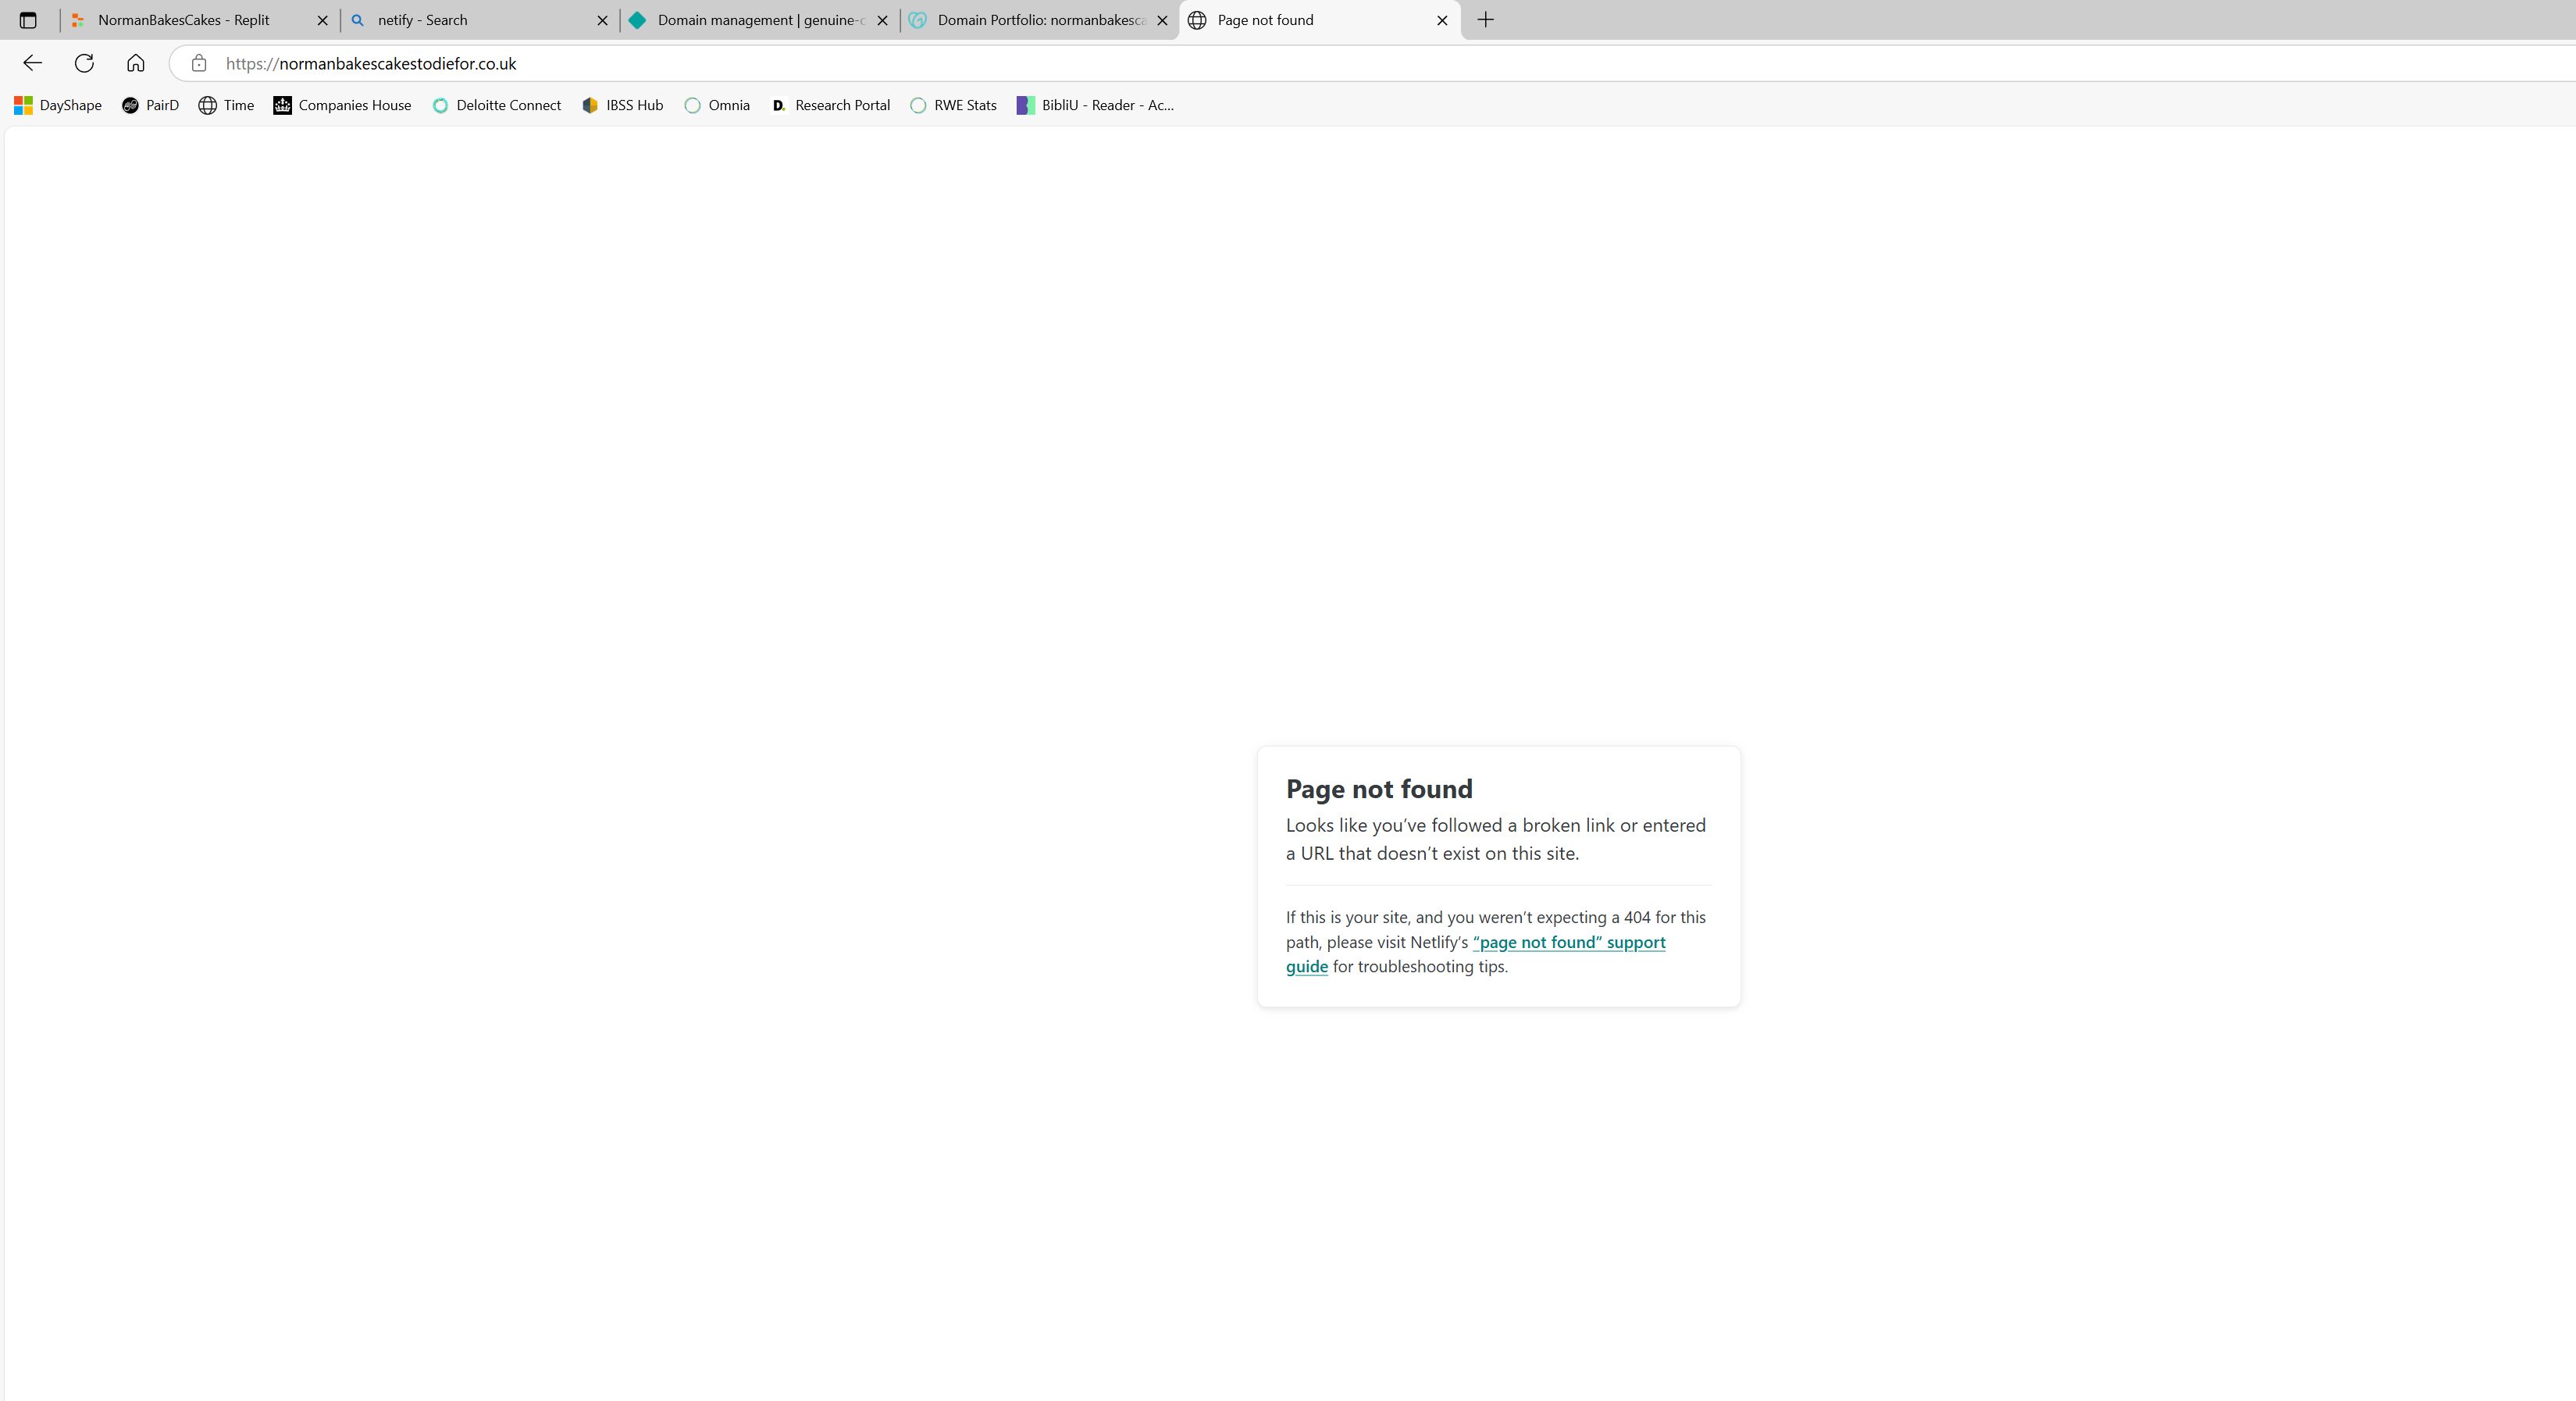 NormanBakesCakes - Replit
netify - Search
Domain management | genuine-c
Domain Portfolio: normanbakesca
Page not found
https://normanbakescakestodiefor.co.uk
DayShape
PairD
Time
Companies House
Deloitte Connect
IBSS Hub
Omnia
D.
Research Portal
RWE Stats
BibliU - Reader - Ac...
Page not found
Looks like you’ve followed a broken link or entered
a URL that doesn’t exist on this site.
If this is your site, and you weren’t expecting a 404 for this
path, please visit Netlify’s “page not found” support
guide for troubleshooting tips.